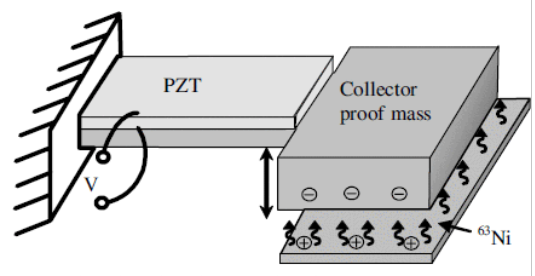 PZT
Collector
proof mass
V
⁶³Ni